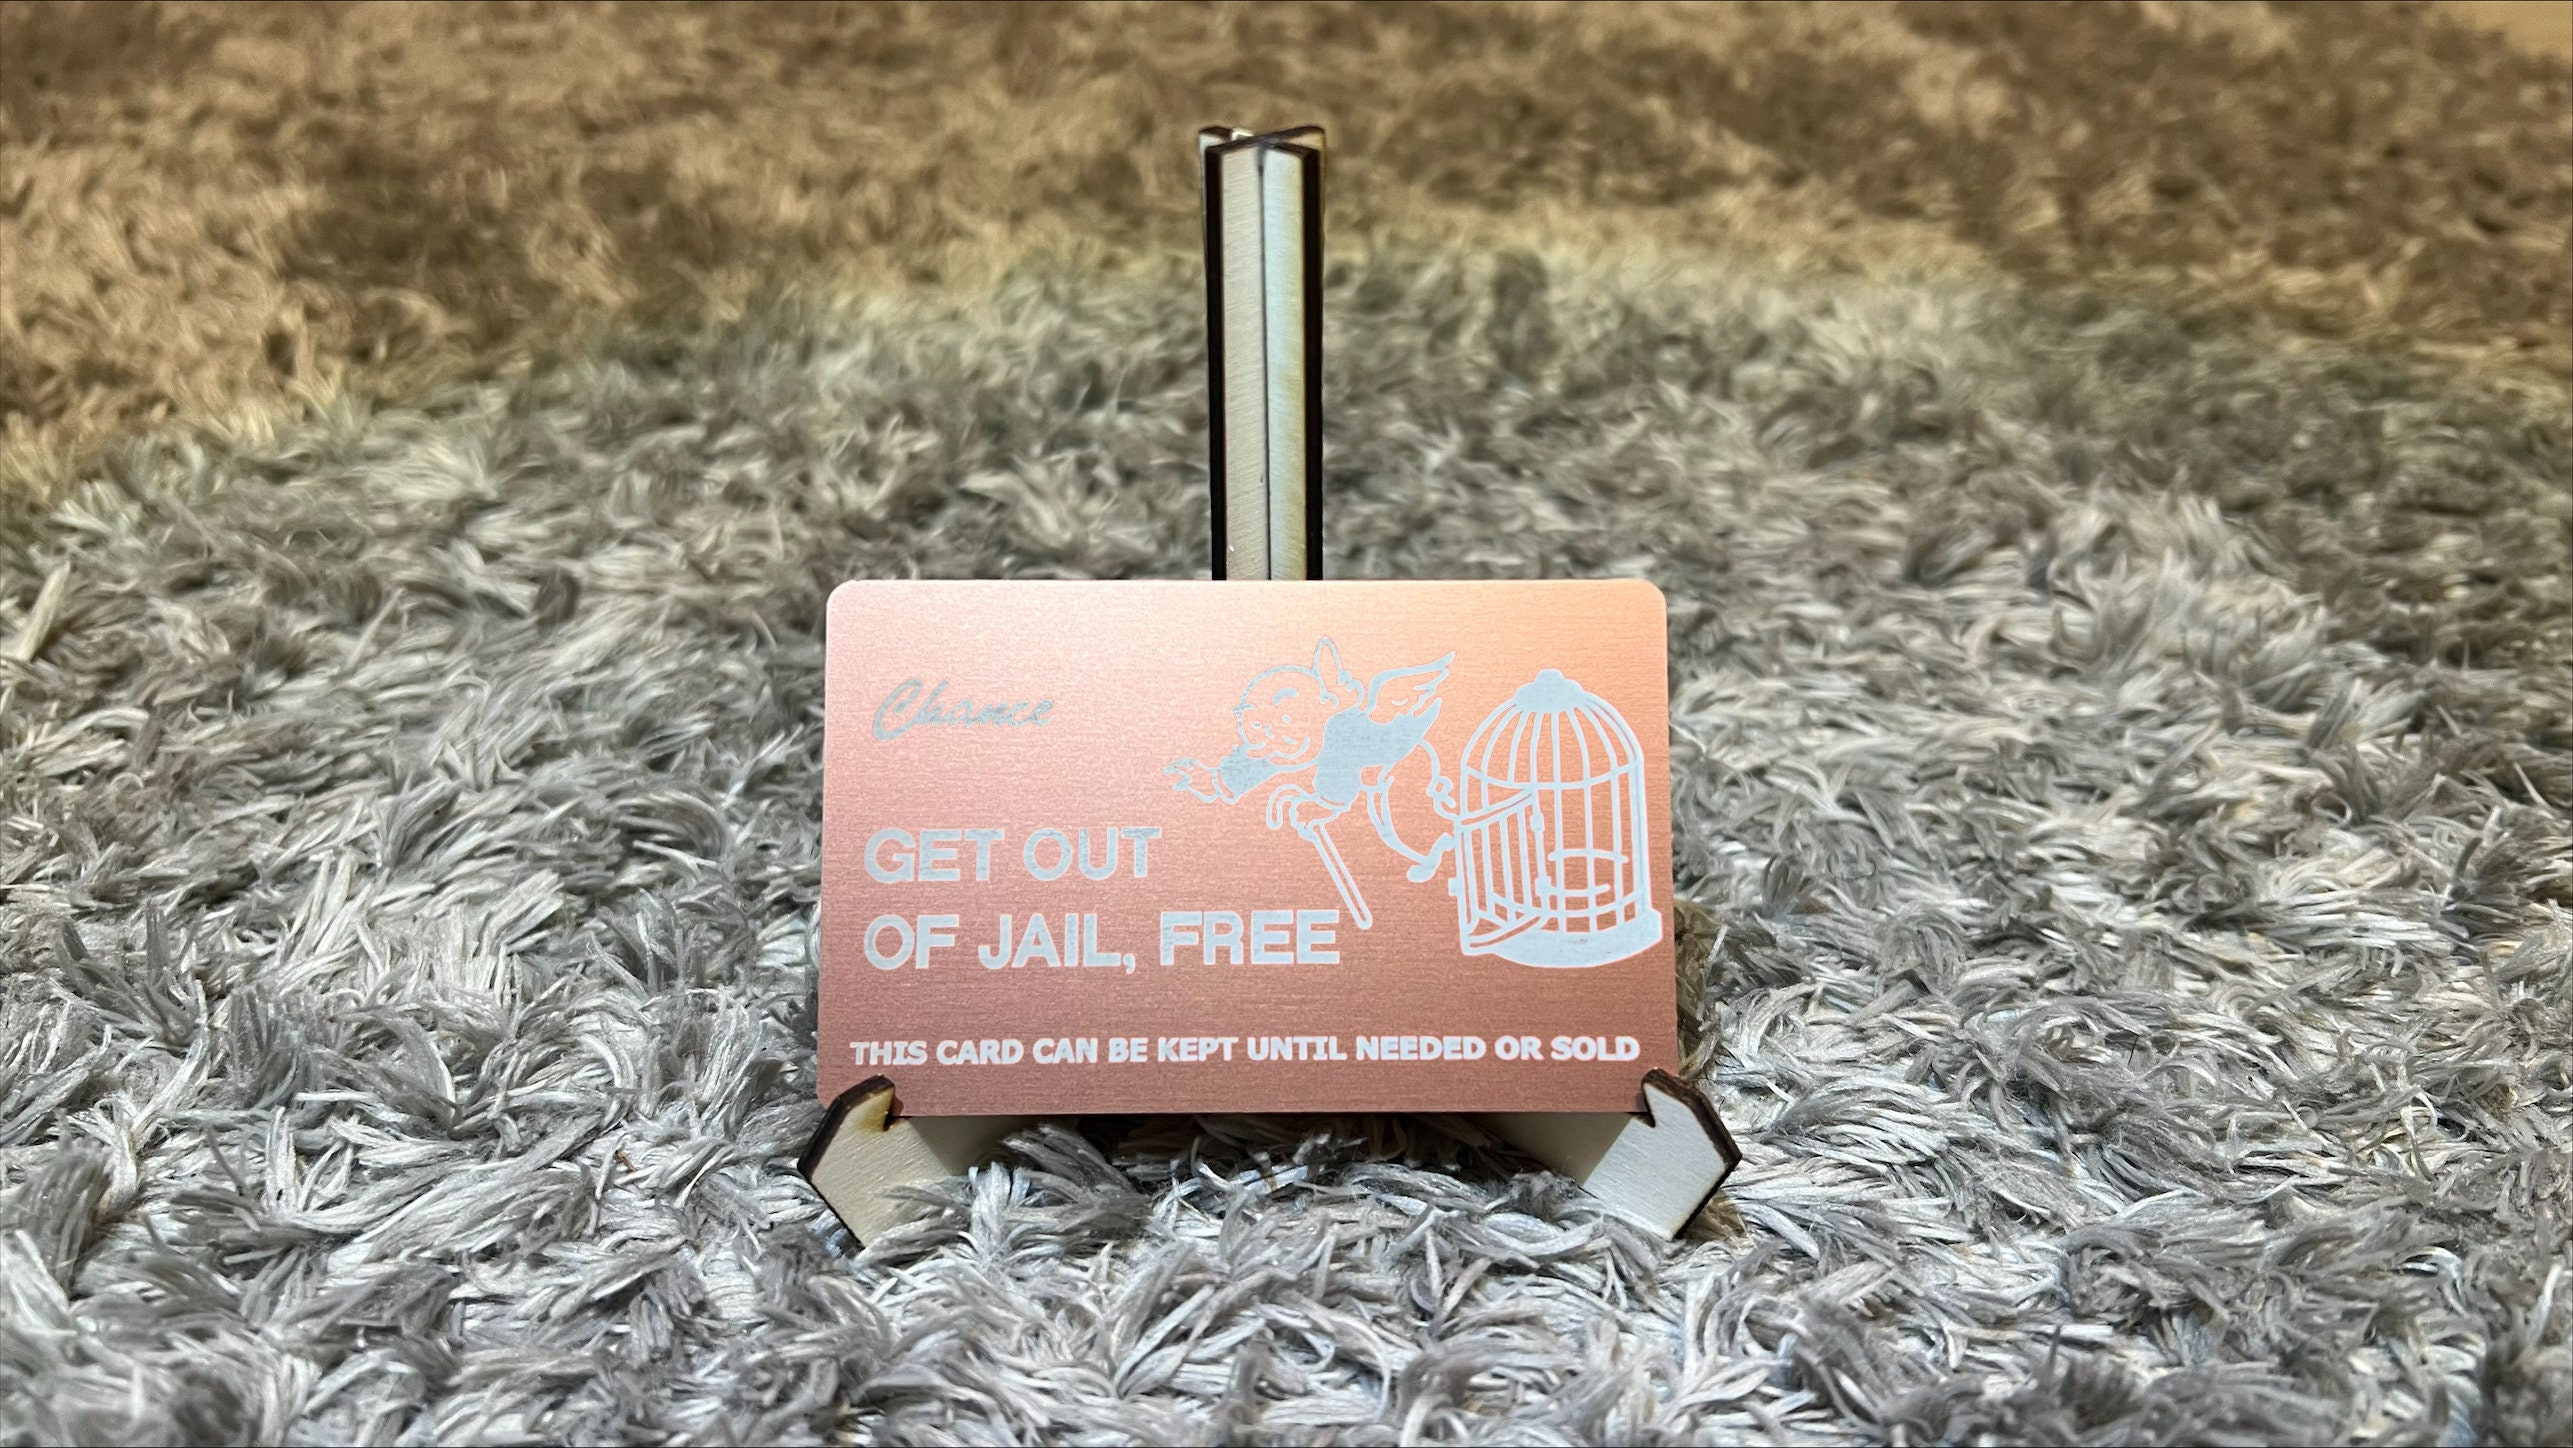 Chance
GET OUT
OF JAIL, FREE
THIS CARD CAN BE KEPT UNTIL NEEDED OR SOLD